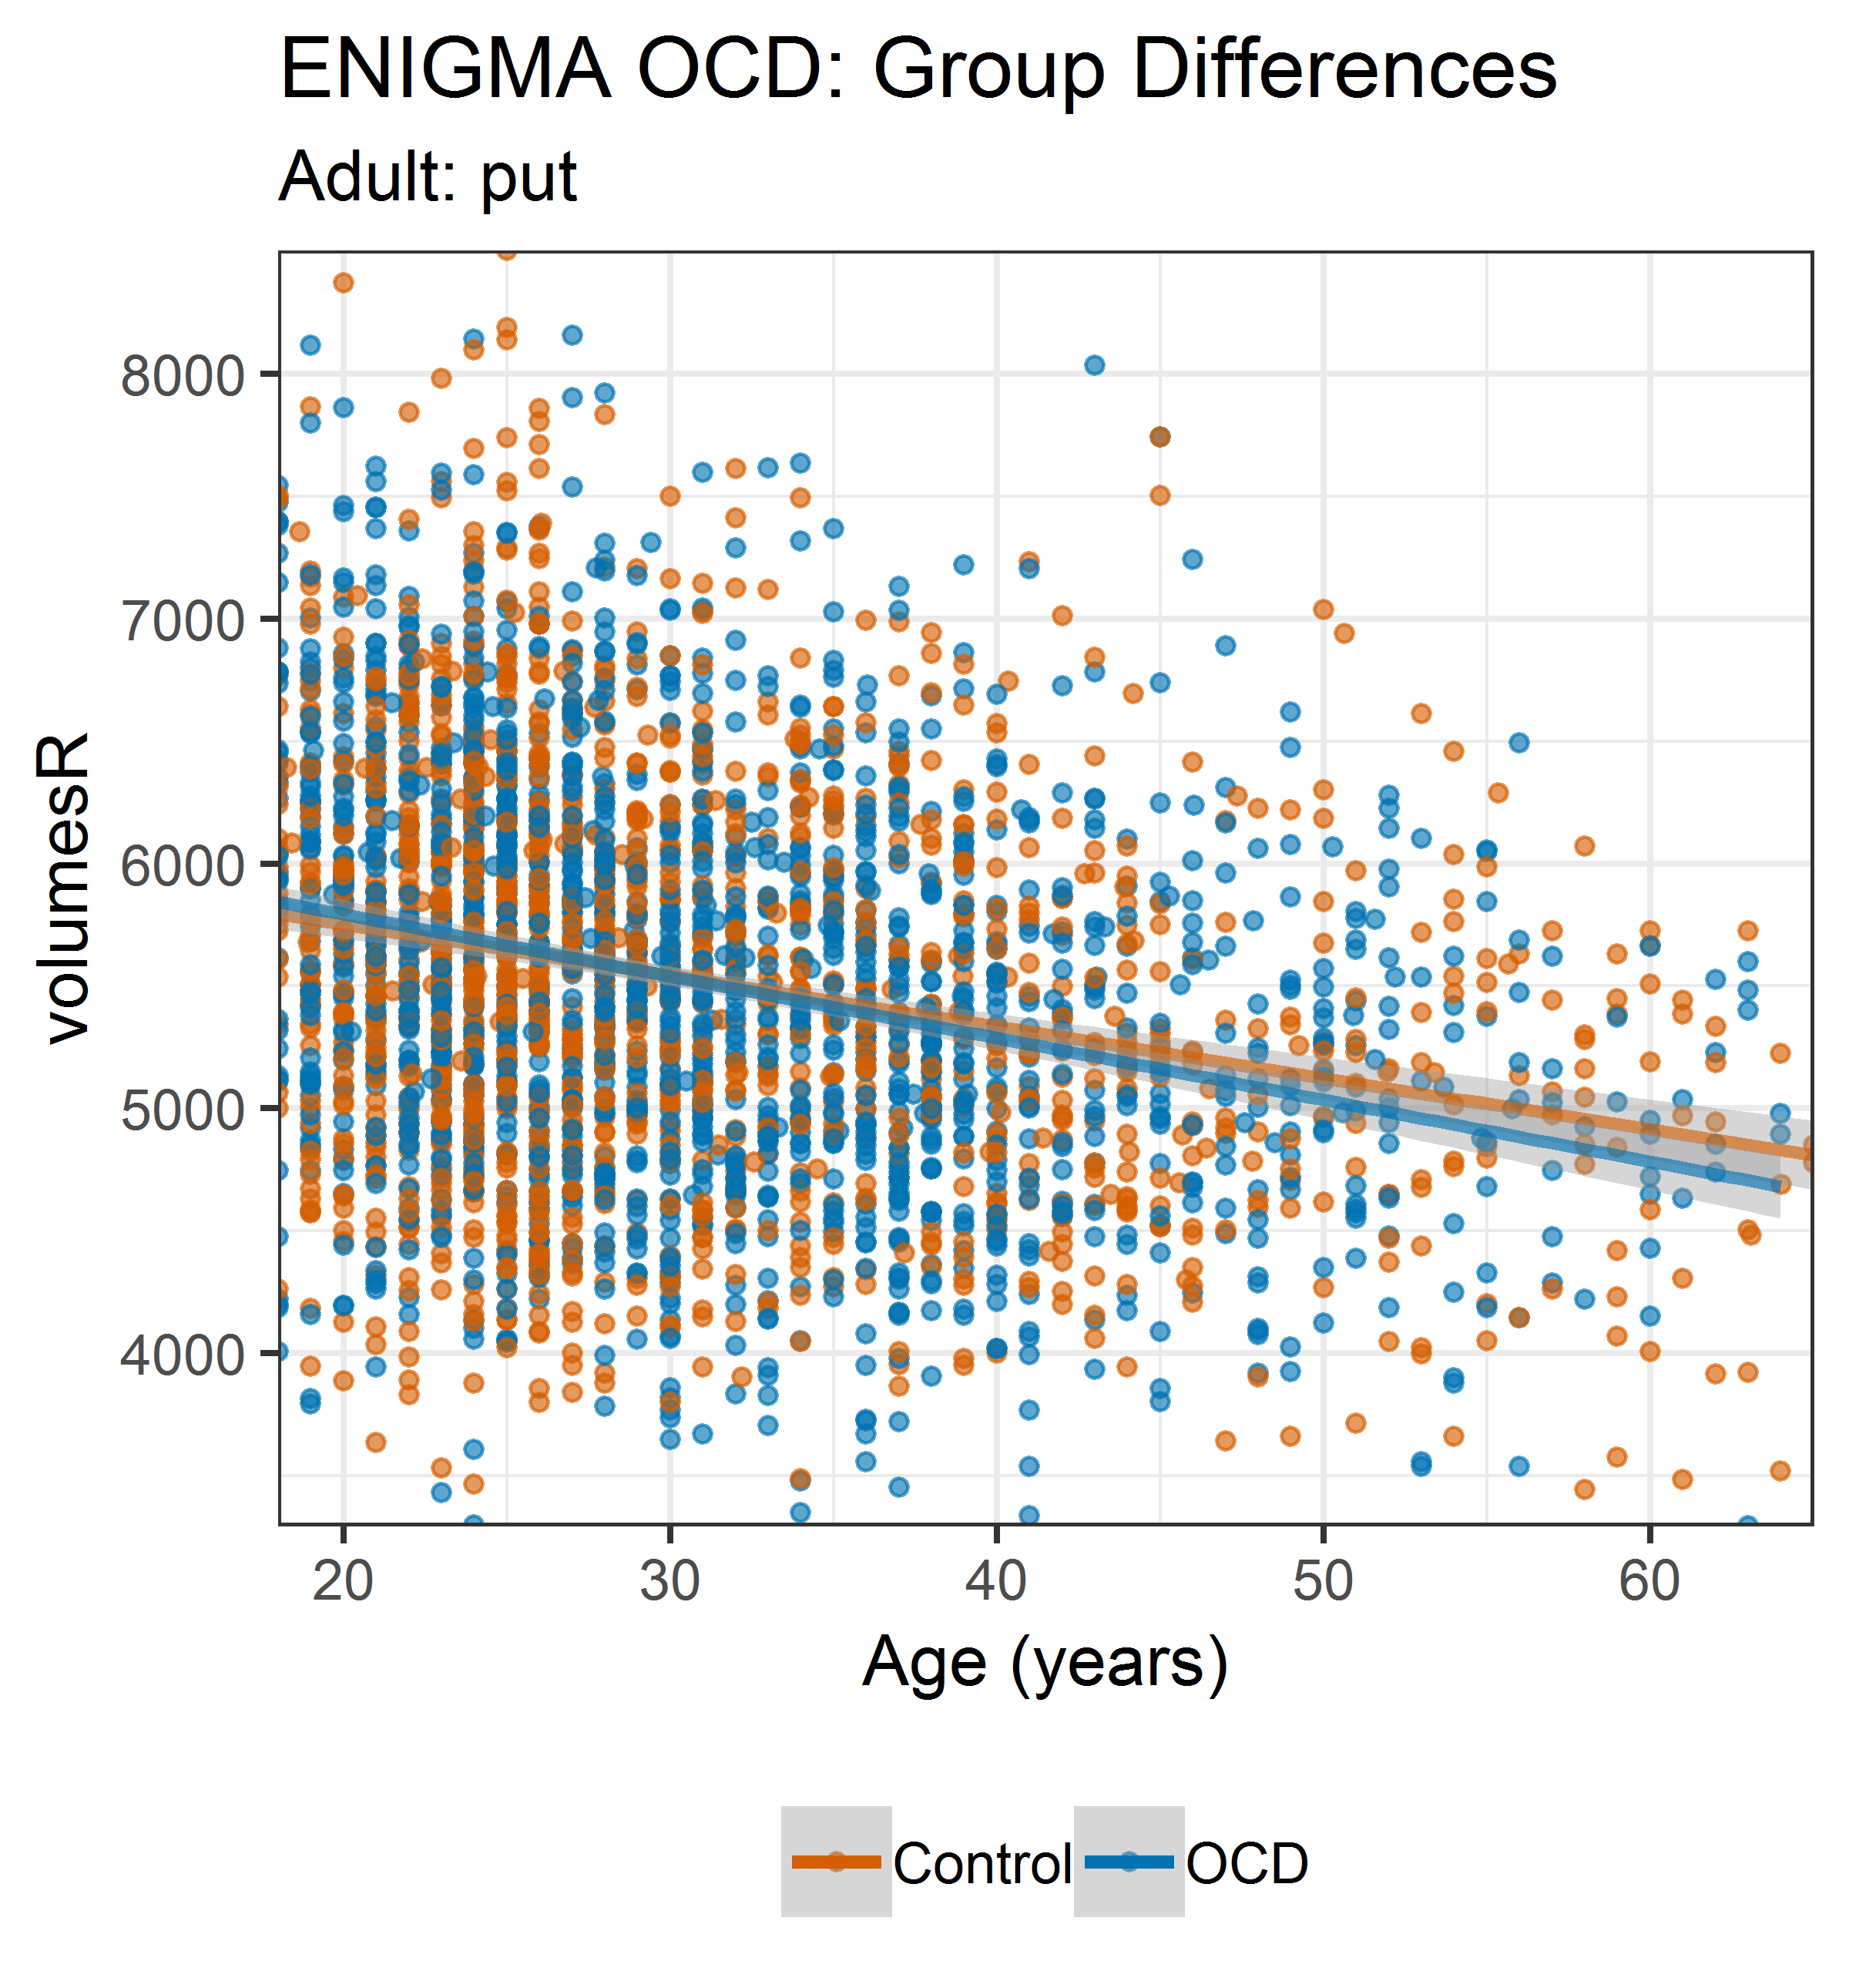 ENIGMA OCD: Group Differences
Adult: put
volumesR
8000
7000
6000
5000
4000
20 30 40 50 60
Age (years)
Control OCD